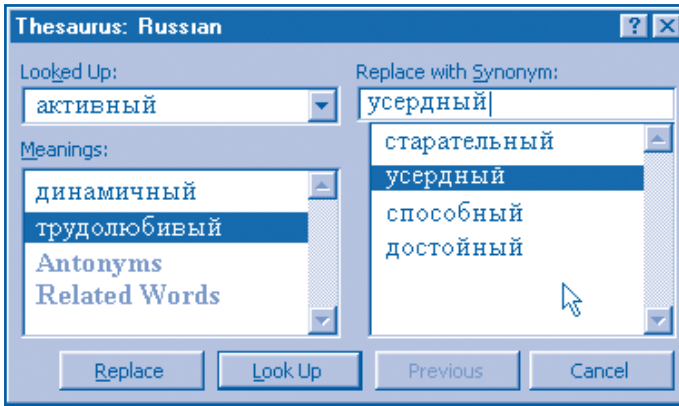 Thesaurus: Russian
Looked Up:
активный
Meanings:
динамичный
трудолюбивый
Antonyms
Related Words
Replace with Synonym:
усердный
старательный
усердный
способный
достойный
Replace
Look Up
Previous
Cancel